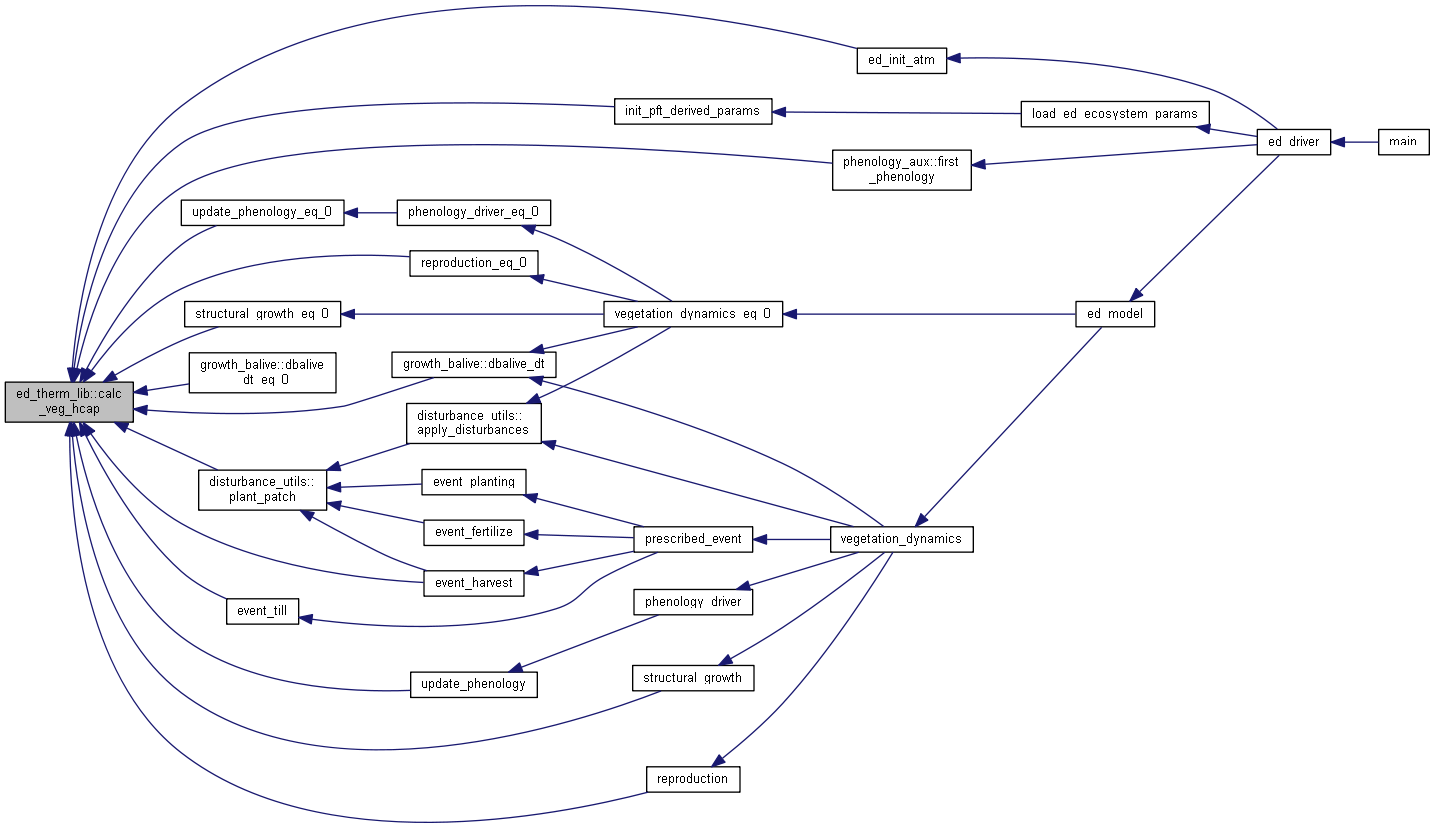 ed_init_atm
init_pft_derived_params
load_ed_ecosystem_params
ed_driver
main
phenology_aux::first
_phenology
update_phenology_eq_0
phenology_driver_eq_0
reproduction_eq_0
structural_growth_eq_0
vegetation_dynamics_eq_0
ed_model
growth_balive::dbalive
_dt_eq_0
growth_balive::dbalive_dt
ed_therm_lib::calc
_veg_hcap
disturbance_utils::
apply_disturbances
disturbance_utils::
plant_patch
event_planting
event_fertilize
prescribed_event
vegetation_dynamics
event_harvest
event_till
phenology_driver
update_phenology
structural_growth
reproduction